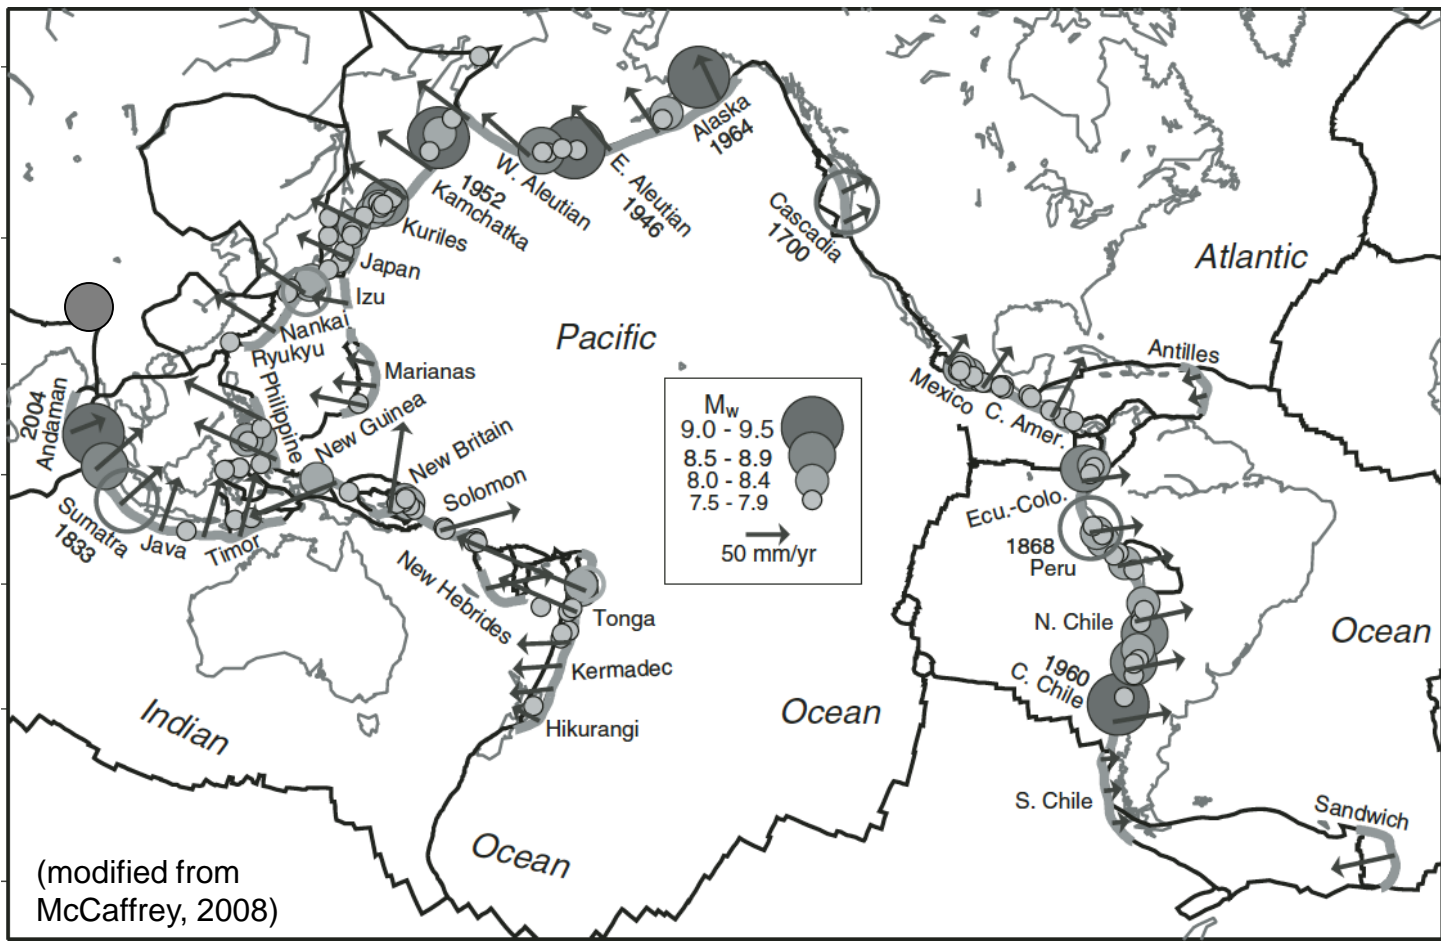 Alaska
1964
W. Aleutian
E. Aleutian
1946
1952
Kamchatka
Kuriles
Japan
Izu
Nankai
Ryukyu
Marianas
Philippine
New Guinea
New Britain
Solomon
2004
Andaman
Sumatra
1833
Java
Timor
New Hebrides
Tonga
Kermadec
Hikurangi
Cascadia
1700
Mexico
C. Amer.
Antilles
Ecu.-Colo.
1868
Peru
N. Chile
1960
C. Chile
S. Chile
Sandwich
Pacific
Ocean
Atlantic
Ocean
Indian
Ocean
Mw
9.0 - 9.5
8.5 - 8.9
8.0 - 8.4
7.5 - 7.9
50 mm/yr
(modified from
McCaffrey, 2008)